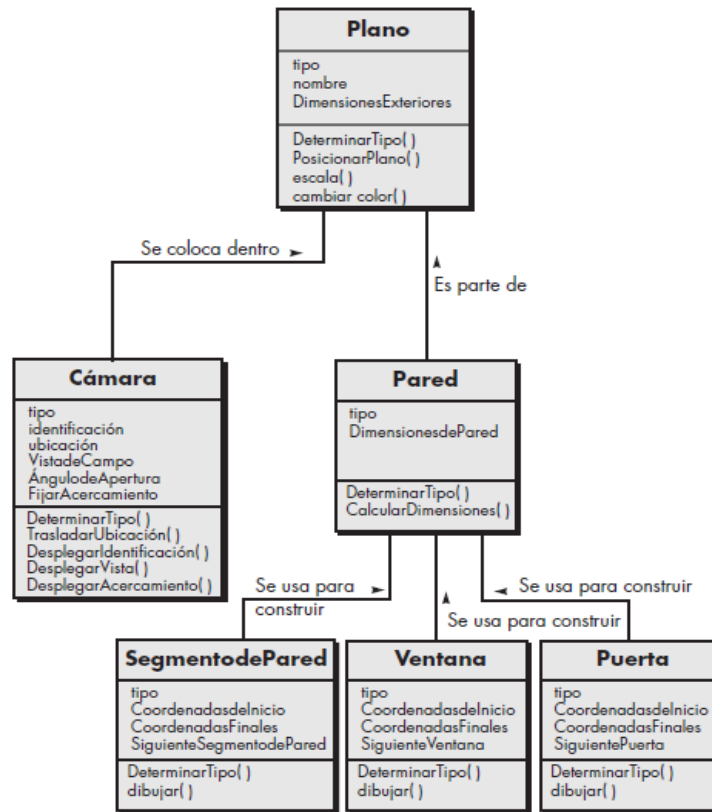 Plano
tipo
nombre
DimensionesExteriores
DeterminarTipo( )
PosicionarPlano( )
escala( )
cambiar color( )
Se coloca dentro
Es parte de
Cámara
tipo
identificación
ubicación
VistadeCampo
ÁngulodeApertura
FijarAcercamiento
DeterminarTipo( )
TrasladarUbicación( )
DesplegarIdentificación( )
DesplegarVista( )
DesplegarAcercamiento( )
Pared
tipo
DimensionesdePared
DeterminarTipo( )
CalcularDimensiones( )
Se usa para
construir
Se usa para construir
Se usa para construir
SegmentodePared
tipo
CoordenadasdeInicio
CoordenadasFinales
SiguienteSegmentodePared
DeterminarTipo( )
dibujar( )
Ventana
tipo
CoordenadasdeInicio
CoordenadasFinales
SiguienteVentana
DeterminarTipo( )
dibujar( )
Puerta
tipo
CoordenadasdeInicio
CoordenadasFinales
SiguientePuerta
DeterminarTipo( )
dibujar( )